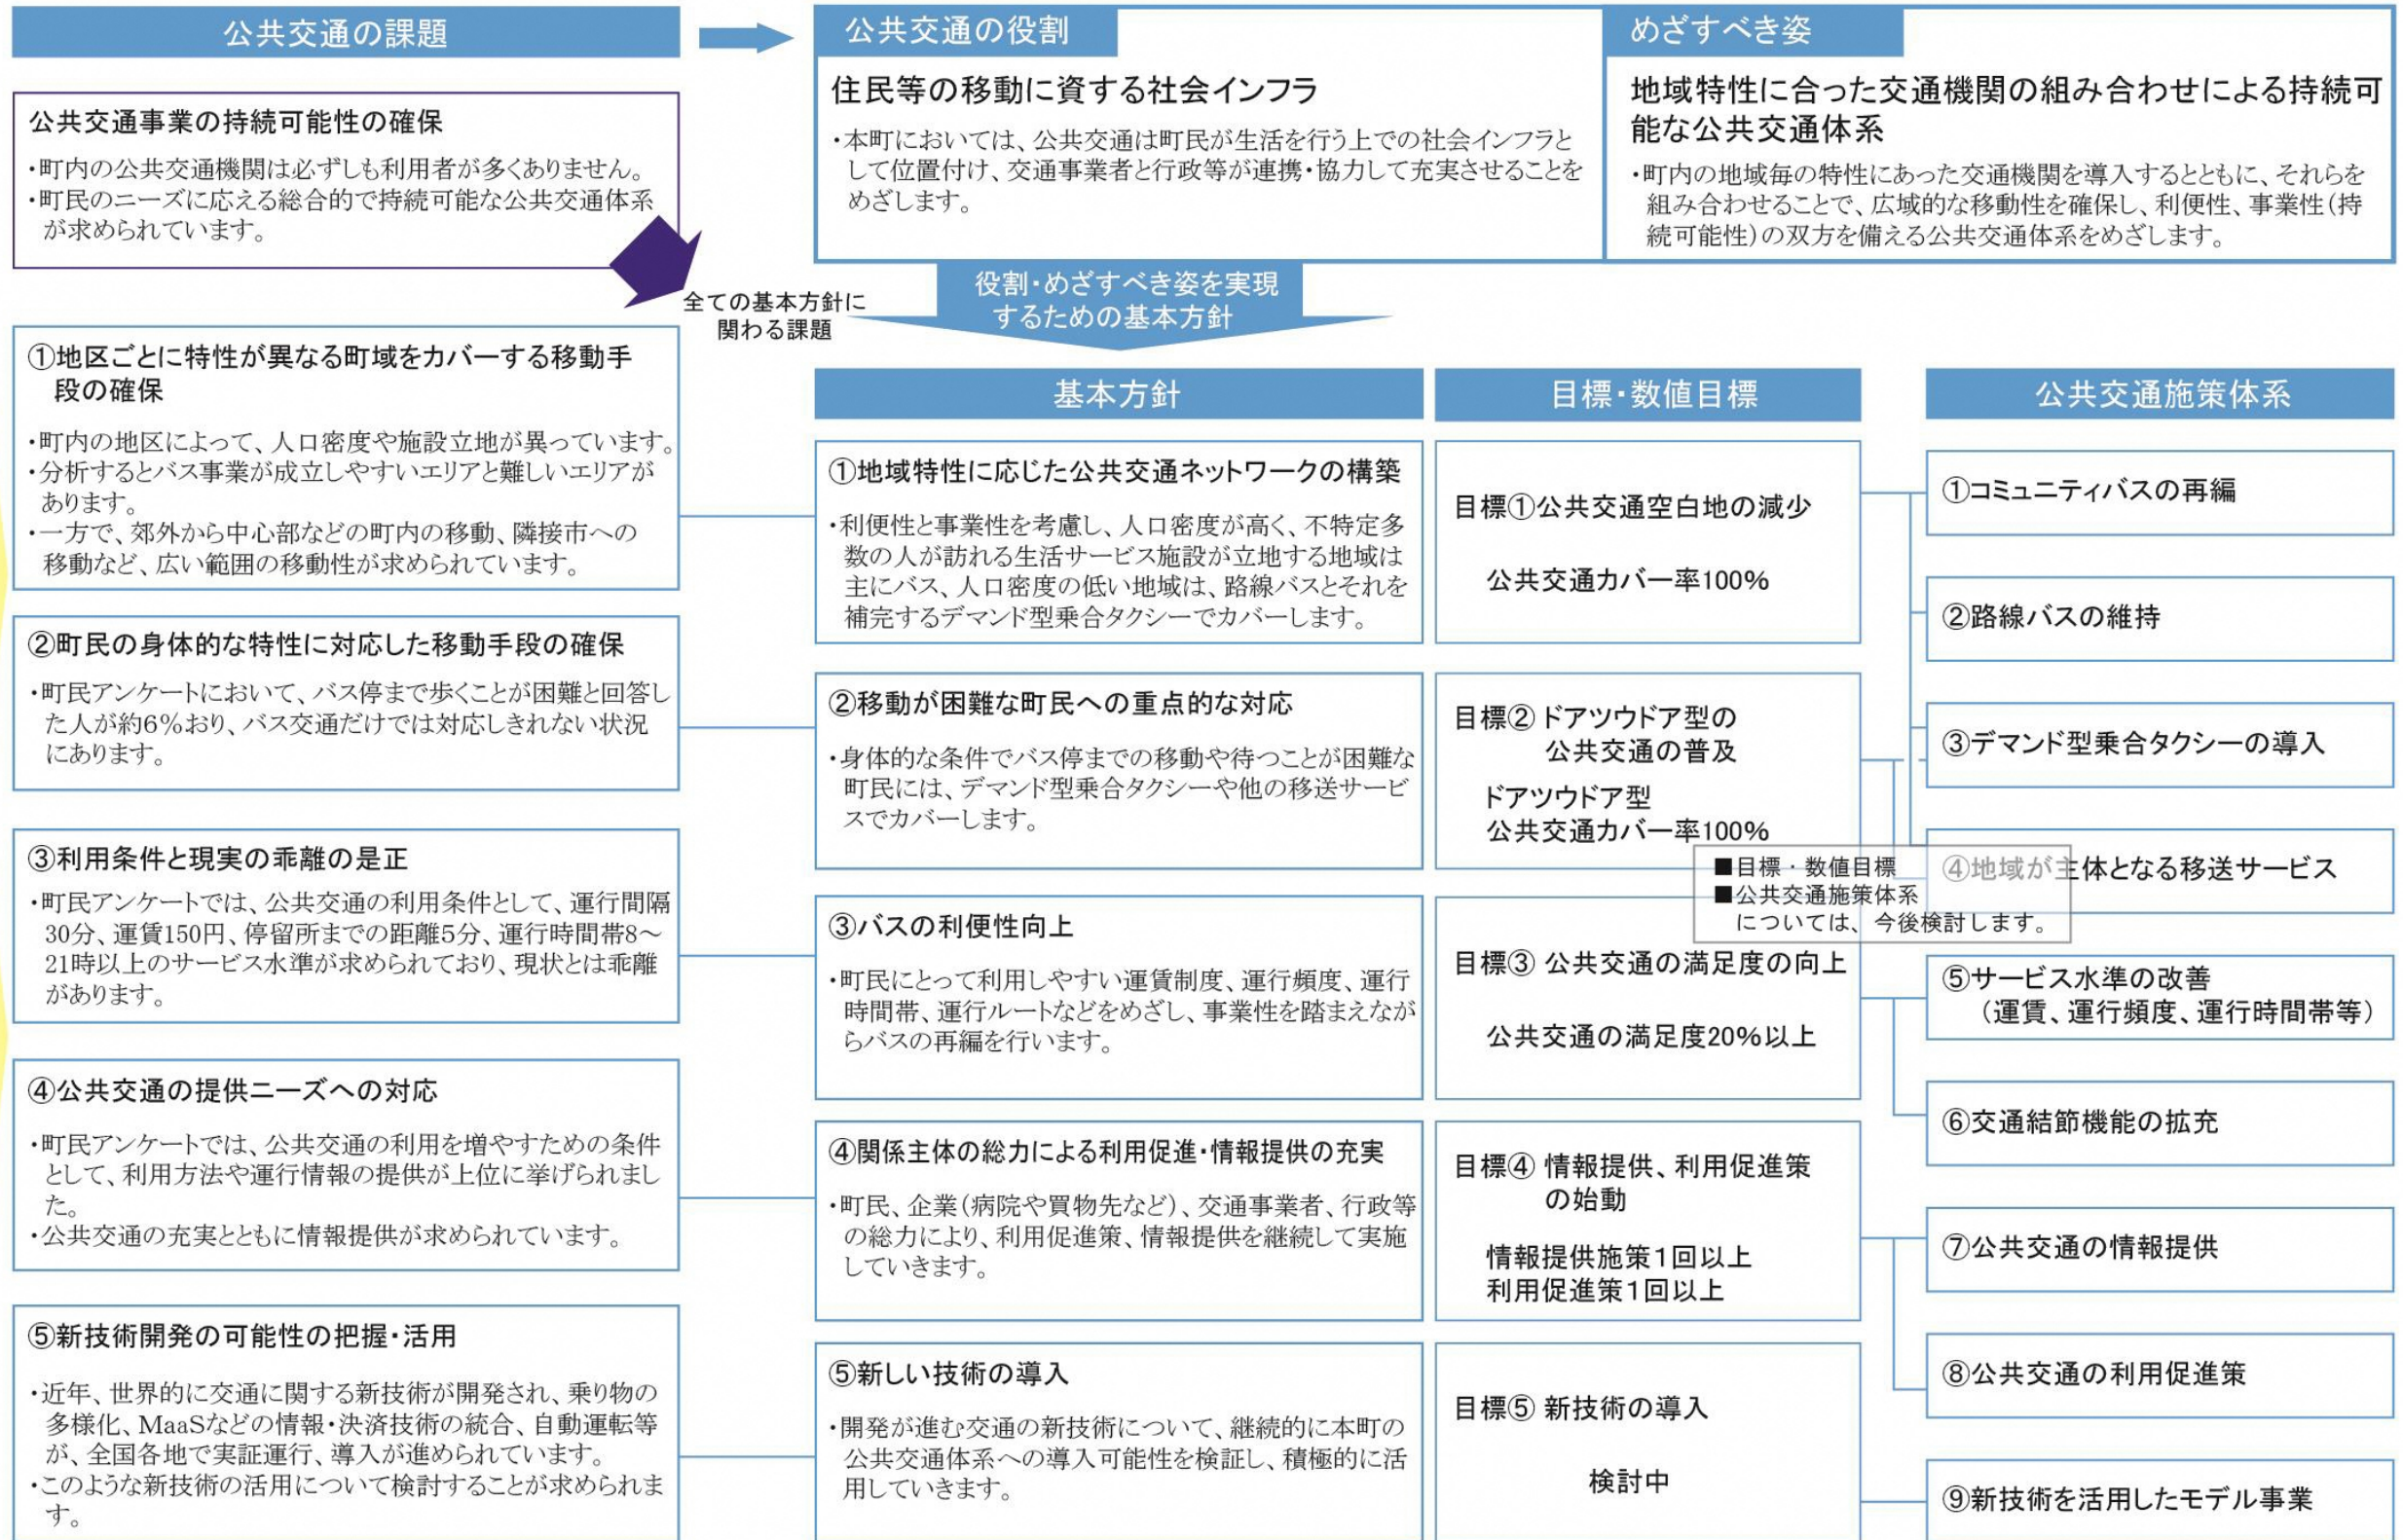 公共交通の課題
公共交通事業の持続可能性の確保
・町内の公共交通機関は必ずしも利用者が多くありません。
・町民のニーズに応える総合的で持続可能な公共交通体系
が求められています。
全ての基本方針に
関わる課題
公共交通の役割
住民等の移動に資する社会インフラ
・本町においては、公共交通は町民が生活を行う上での社会インフラと
して位置付け、交通事業者と行政等が連携・協力して充実させることを
めざします。
めざすべき姿
地域特性に合った交通機関の組み合わせによる持続可
能な公共交通体系
・町内の地域毎の特性にあった交通機関を導入するとともに、それらを
組み合わせることで、広域的な移動性を確保し、利便性、事業性(持
続可能性)の双方を備える公共交通体系をめざします。
役割・めざすべき姿を実現
するための基本方針
①地区ごとに特性が異なる町域をカバーする移動手
段の確保
・町内の地区によって、人口密度や施設立地が異っています。
・分析するとバス事業が成立しやすいエリアと難しいエリアが
あります。
・一方で、郊外から中心部などの町内の移動、隣接市への
移動など、広い範囲の移動性が求められています。
②町民の身体的な特性に対応した移動手段の確保
・町民アンケートにおいて、バス停まで歩くことが困難と回答し
た人が約6%おり、バス交通だけでは対応しきれない状況
にあります。
③利用条件と現実の乖離の是正
・町民アンケートでは、公共交通の利用条件として、運行間隔
30分、運賃150円、停留所までの距離5分、運行時間帯8～
21時以上のサービス水準が求められており、現状とは乖離
があります。
④公共交通の提供ニーズへの対応
・町民アンケートでは、公共交通の利用を増やすための条件
として、利用方法や運行情報の提供が上位に挙げられまし
た。
・公共交通の充実とともに情報提供が求められています。
⑤新技術開発の可能性の把握・活用
・近年、世界的に交通に関する新技術が開発され、乗り物の
多様化、MaaSなどの情報・決済技術の統合、自動運転等
が、全国各地で実証運行、導入が進められています。
・このような新技術の活用について検討することが求められま
す。
基本方針
①地域特性に応じた公共交通ネットワークの構築
・利便性と事業性を考慮し、人口密度が高く、不特定多
数の人が訪れる生活サービス施設が立地する地域は
主にバス、人口密度の低い地域は、路線バスとそれを
補完するデマンド型乗合タクシーでカバーします。
②移動が困難な町民への重点的な対応
・身体的な条件でバス停までの移動や待つことが困難な
町民には、デマンド型乗合タクシーや他の移送サービ
スでカバーします。
③バスの利便性向上
・町民にとって利用しやすい運賃制度、運行頻度、運行
時間帯、運行ルートなどをめざし、事業性を踏まえなが
らバスの再編を行います。
④関係主体の総力による利用促進・情報提供の充実
・町民、企業(病院や買物先など)、交通事業者、行政等
の総力により、利用促進策、情報提供を継続して実施
していきます。
⑤新しい技術の導入
・開発が進む交通の新技術について、継続的に本町の
公共交通体系への導入可能性を検証し、積極的に活
用していきます。
目標・数値目標
目標①公共交通空白地の減少
公共交通カバー率100%
目標② ドアツウドア型の
公共交通の普及
ドアツウドア型
公共交通カバー率100%
目標③ 公共交通の満足度の向上
公共交通の満足度20%以上
目標④ 情報提供、利用促進策
の始動
情報提供施策1回以上
利用促進策1回以上
目標⑤ 新技術の導入
検討中
公共交通施策体系
①コミュニティバスの再編
②路線バスの維持
③デマンド型乗合タクシーの導入
④地域が主体となる移送サービス
■目標・数値目標
■公共交通施策体系
については、今後検討します。
⑤サービス水準の改善
(運賃、運行頻度、運行時間帯等)
⑥交通結節機能の拡充
⑦公共交通の情報提供
⑧公共交通の利用促進策
⑨新技術を活用したモデル事業